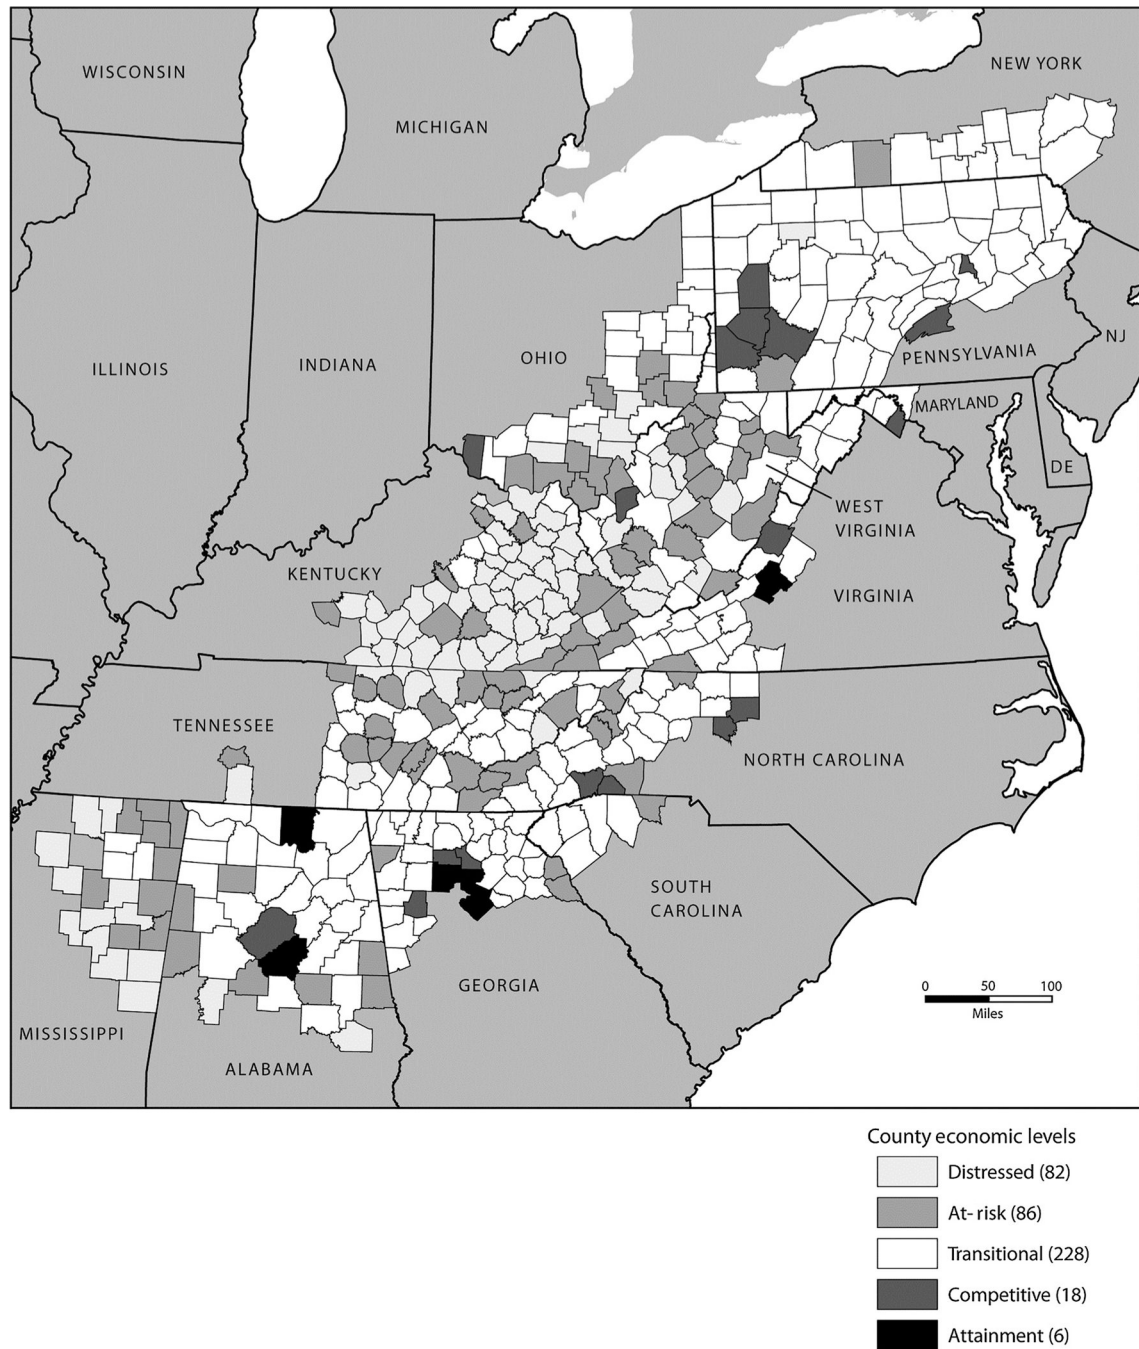 WISCONSIN
NEW YORK
MICHIGAN
ILLINOIS
INDIANA
OHIO
PENNSYLVANIA
NJ
MARYLAND
DE
WEST
VIRGINIA
KENTUCKY
VIRGINIA
TENNESSEE
NORTH CAROLINA
SOUTH
CAROLINA
GEORGIA
0 50 100
Miles
MISSISSIPPI
ALABAMA
County economic levels
Distressed (82)
At- risk (86)
Transitional (228)
Competitive (18)
Attainment (6)